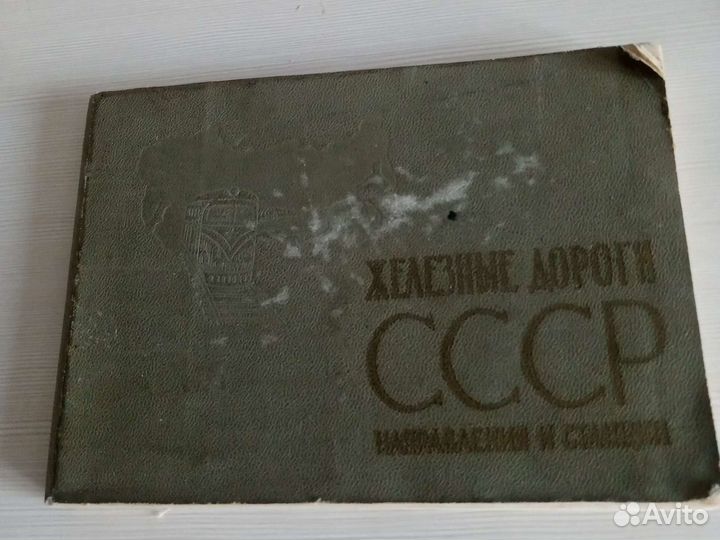 ЖЕЛЕЗНЫЕ ДОРОГИ
СССР
НАПРАВЛЕНИЯ И СТАНЦИИ
Avito